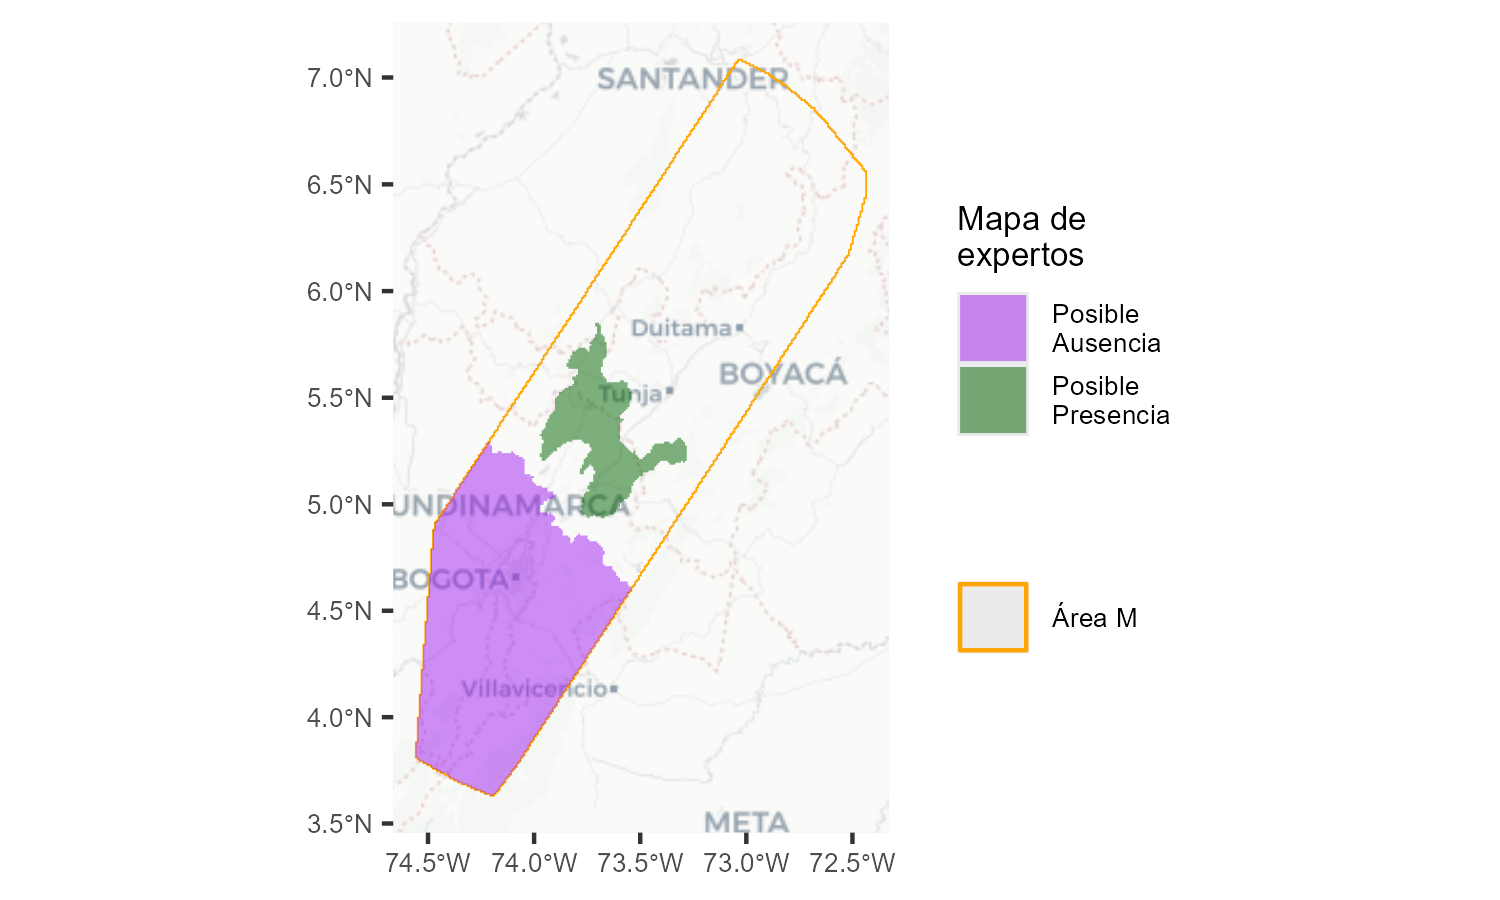 7.0°N
6.5°N
6.0°N
5.5°N
5.0°N
4.5°N
4.0°N
3.5°N
74.5°W 74.0°W 73.5°W 73.0°W 72.5°W
SANTANDER
Duitama
BOYACÁ
Tunja
UNDINAMARCA
BOGOTA
Villavicencio
META
Mapa de
expertos
Posible
Ausencia
Posible
Presencia
Área M